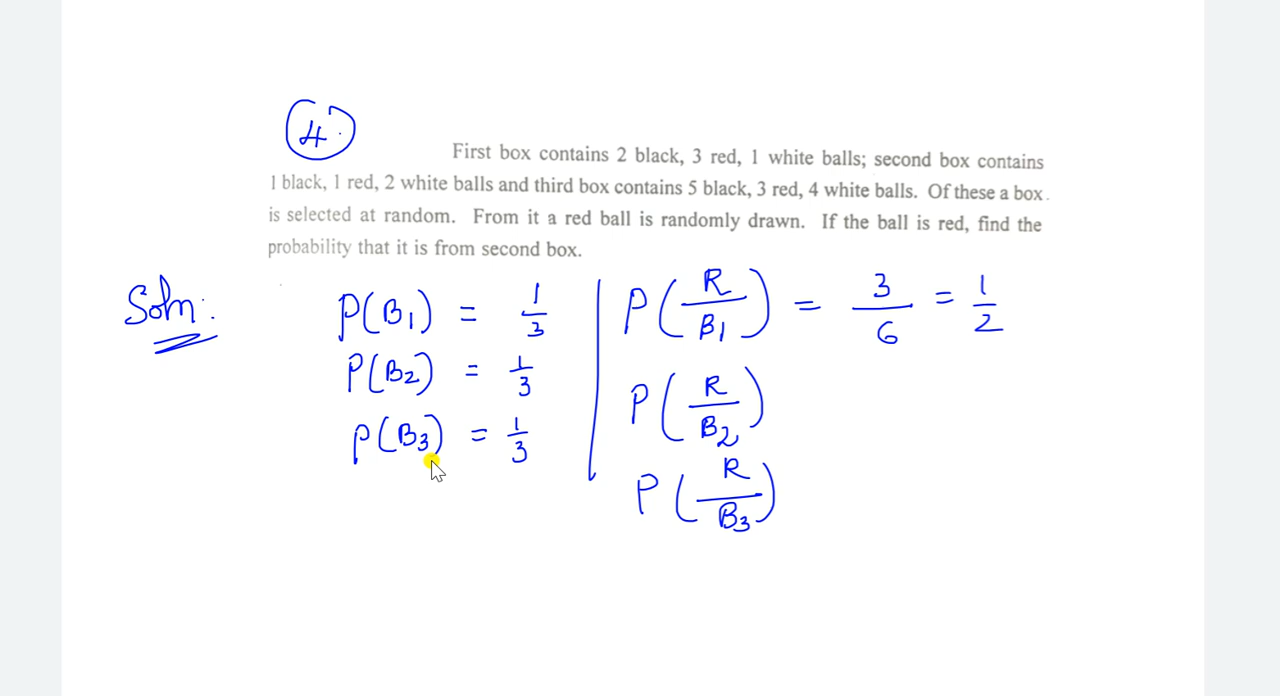 4.
First box contains 2 black, 3 red, 1 white balls; second box contains
1 black, 1 red, 2 white balls and third box contains 5 black, 3 red, 4 white balls. Of these a box
is selected at random. From it a red ball is randomly drawn. If the ball is red, find the
probability that it is from second box.
Soln:
P(B1) = 1/3
P(B2) = 1/3
P(B3) = 1/3
P(R/B1) = 3/6 = 1/2
P(R/B2)
P(R/B3)